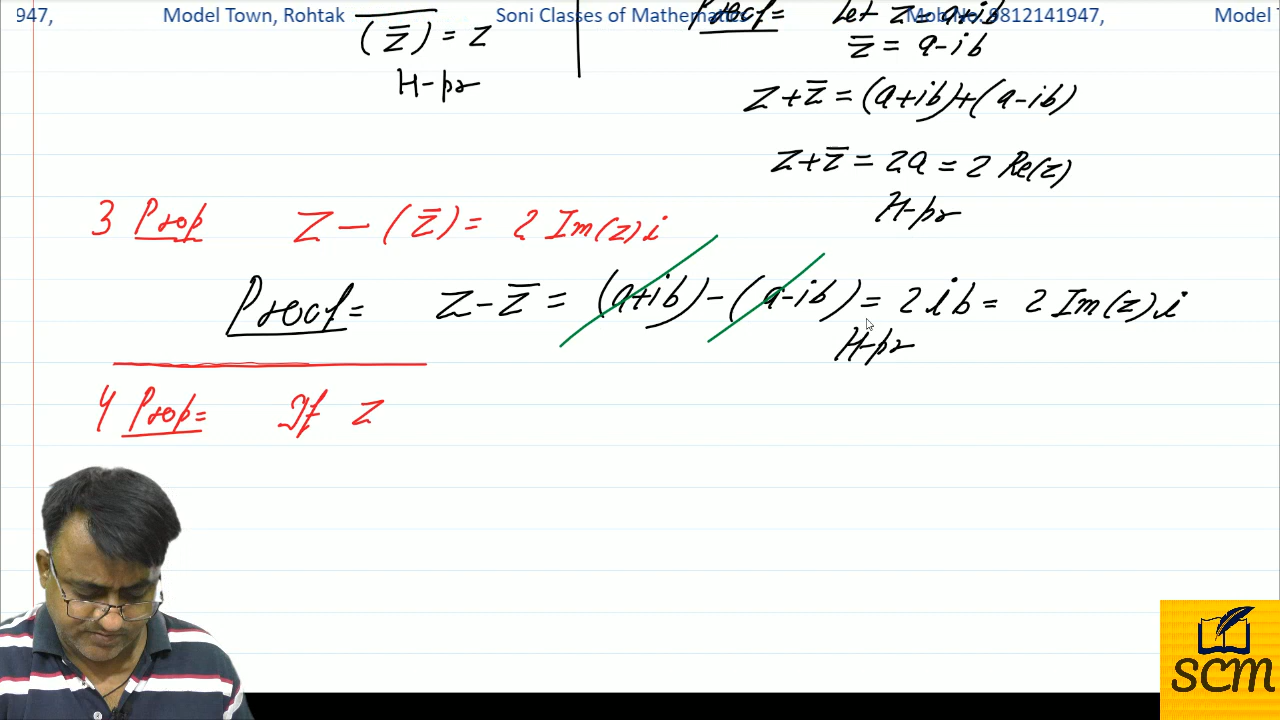 947,
Model Town, Rohtak
Soni Classes of Mathematics
Mob No. 9812141947,
Model
(z̅)‾ = z
H-pr
Proof= Let z = a+ib
z̅ = a-ib
z+z̅ = (a+ib)+(a-ib)
z+z̅ = 2a = 2 Re(z)
H-pr
3 Prop z - (z̅) = 2 Im(z) i
Proof= z - z̅ = (a+ib) - (a-ib) = 2ib = 2 Im(z) i
H-pr
4 Prop= If z
SCM